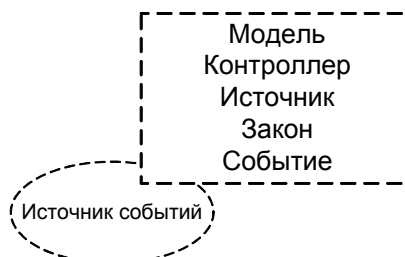 Модель
Контроллер
Источник
Закон
Событие
Источник событий